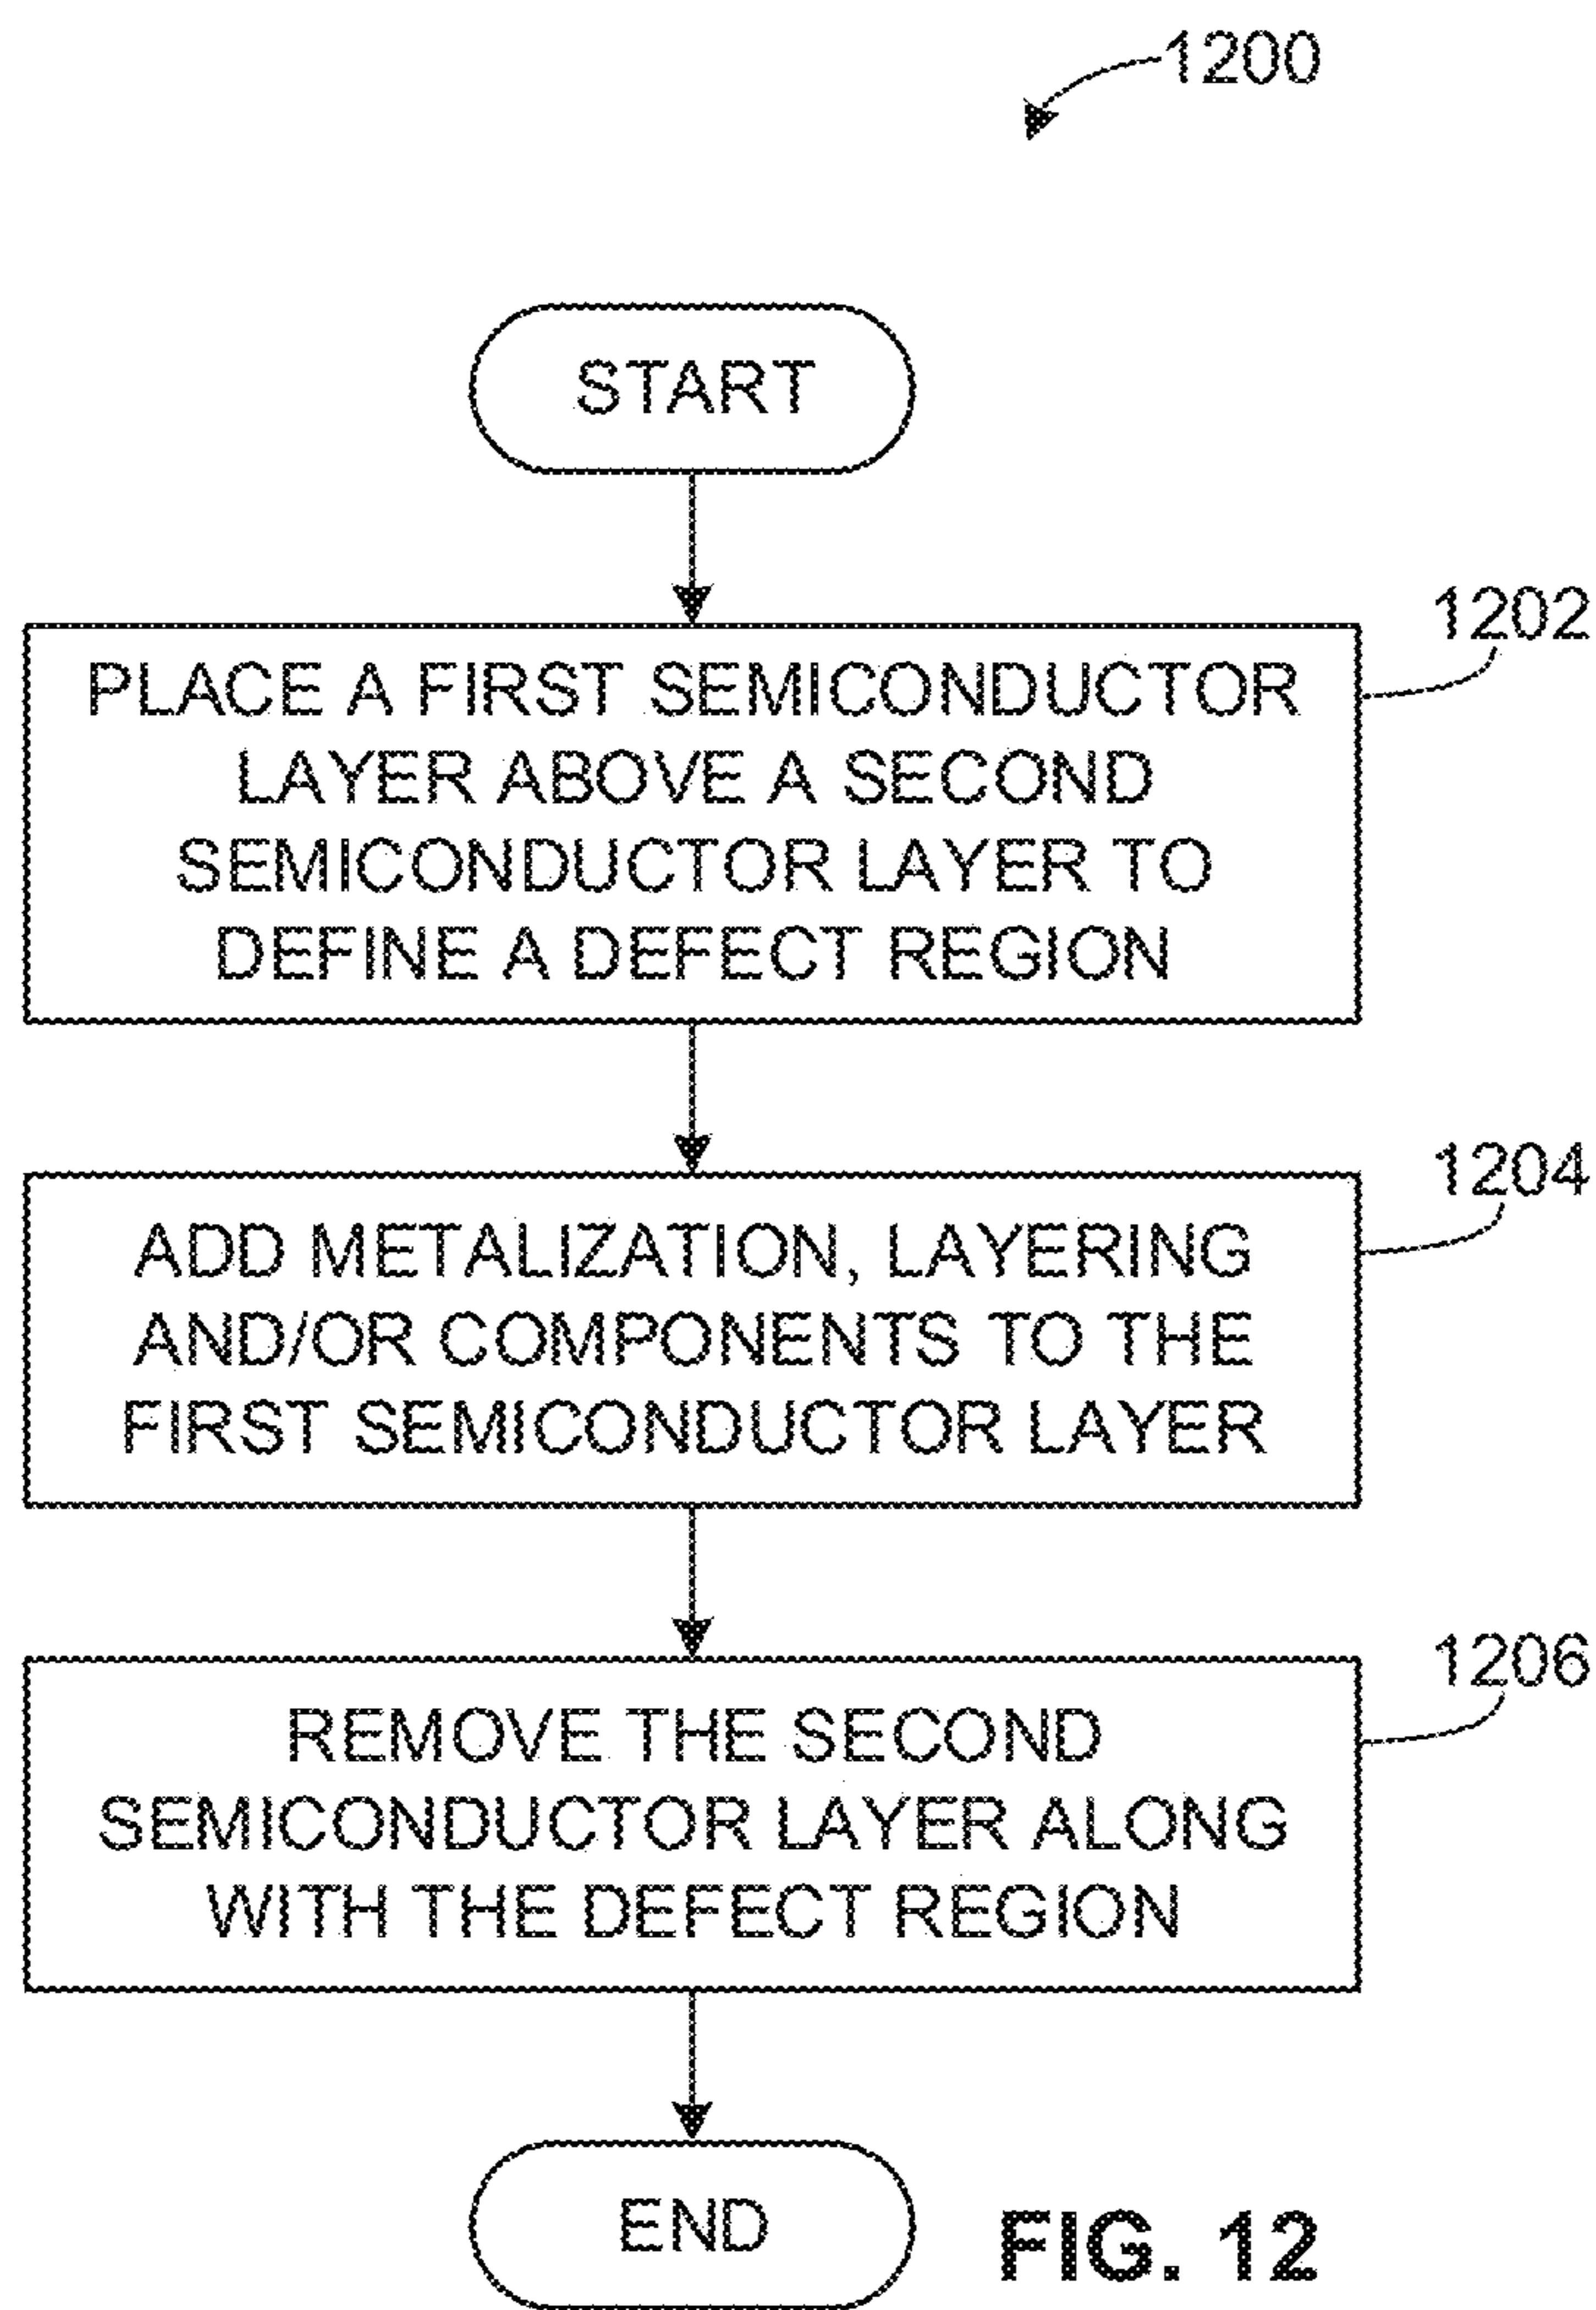 1200
START
1202
PLACE A FIRST SEMICONDUCTOR
LAYER ABOVE A SECOND
SEMICONDUCTOR LAYER TO
DEFINE A DEFECT REGION
1204
ADD METALIZATION, LAYERING
AND/OR COMPONENTS TO THE
FIRST SEMICONDUCTOR LAYER
1206
REMOVE THE SECOND
SEMICONDUCTOR LAYER ALONG
WITH THE DEFECT REGION
END
FIG. 12